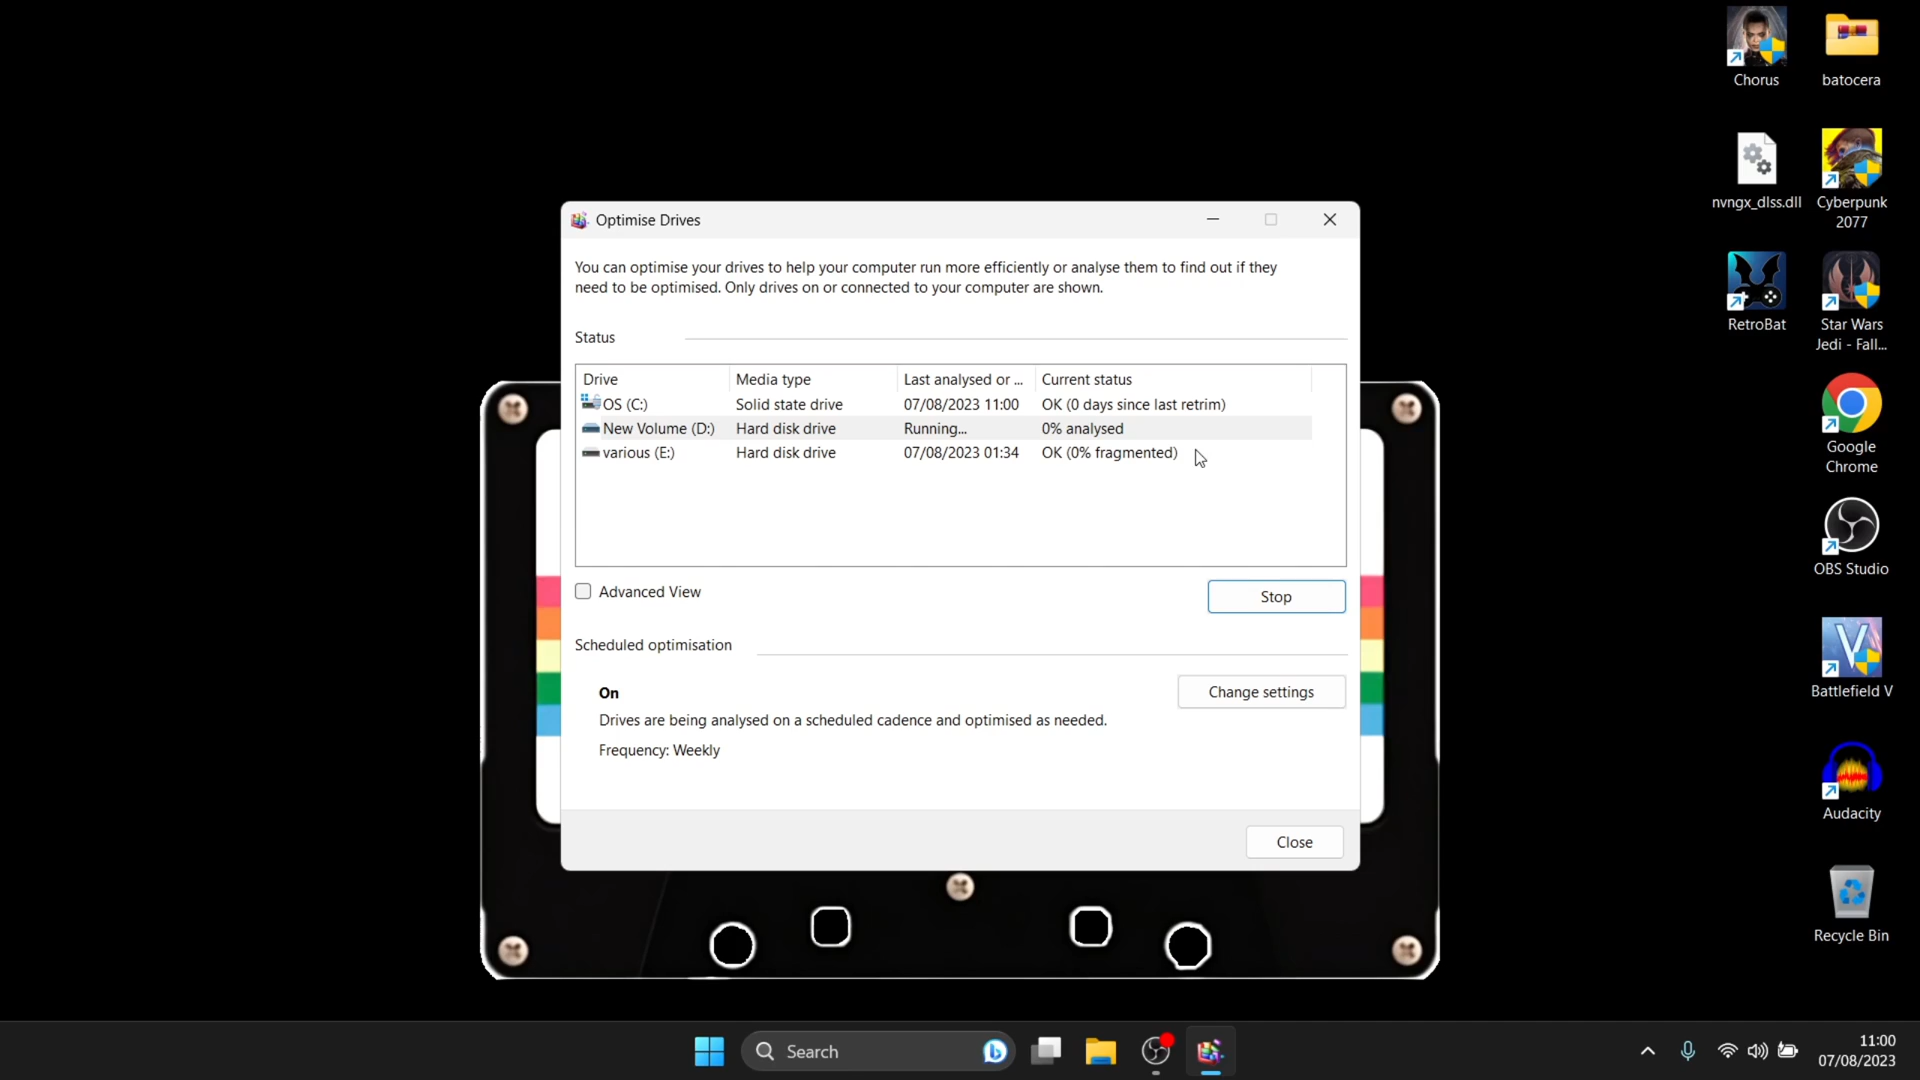 Optimise Drives
You can optimise your drives to help your computer run more efficiently or analyse them to find out if they
need to be optimised. Only drives on or connected to your computer are shown.
Status
Drive Media type Last analysed or ... Current status
OS (C:) Solid state drive 07/08/2023 11:00 OK (0 days since last retrim)
New Volume (D:) Hard disk drive Running... 0% analysed
various (E:) Hard disk drive 07/08/2023 01:34 OK (0% fragmented)
Advanced View
Stop
Scheduled optimisation
On
Change settings
Drives are being analysed on a scheduled cadence and optimised as needed.
Frequency: Weekly
Close
Chorus
batocera
nvngx_dlss.dll
Cyberpunk
2077
RetroBat
Star Wars
Jedi - Fall...
Google
Chrome
OBS Studio
V
Battlefield V
Audacity
Recycle Bin
Search
11:00
07/08/2023